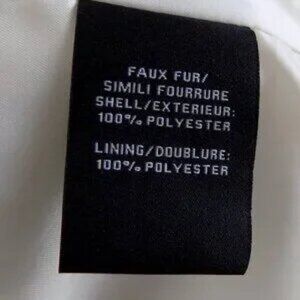 FAUX FUR/
SIMILI FOURRURE
SHELL/EXTERIEUR:
100% POLYESTER
LINING/DOUBLURE:
100% POLYESTER